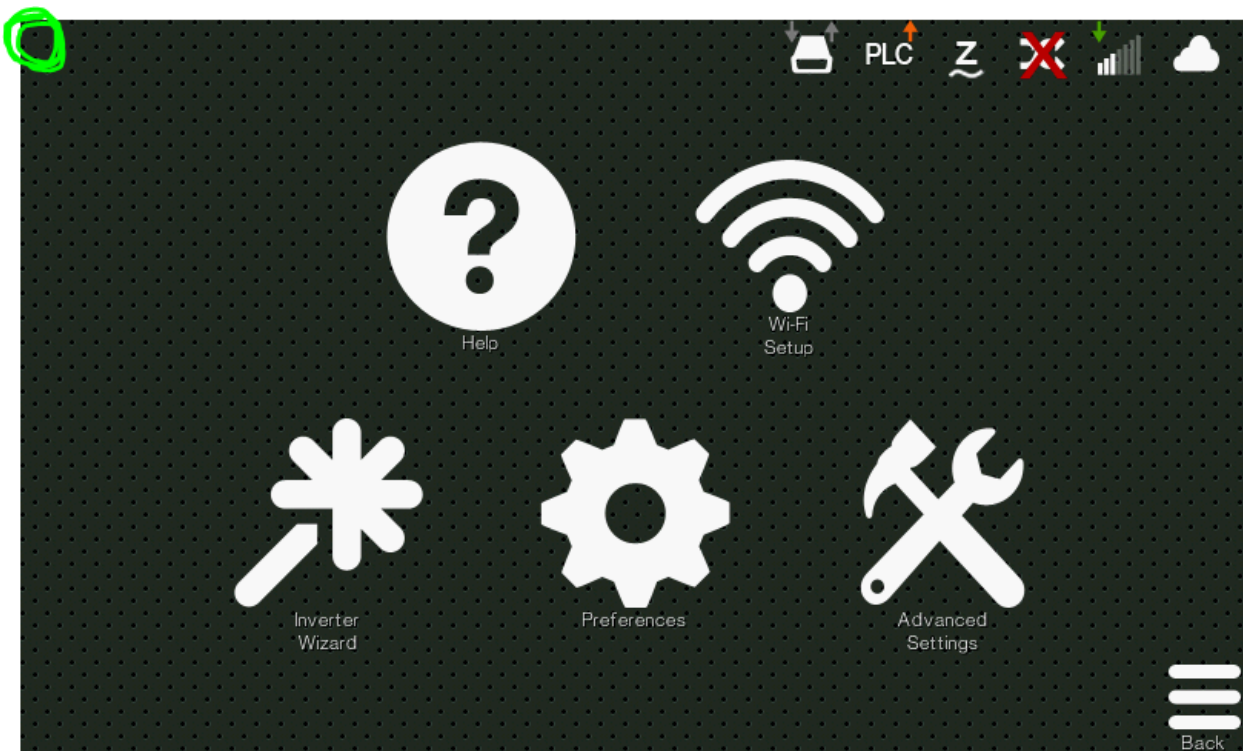 PLC Z
?
Help
Wi-Fi
Setup
Inverter
Wizard
Preferences
Advanced
Settings
Back